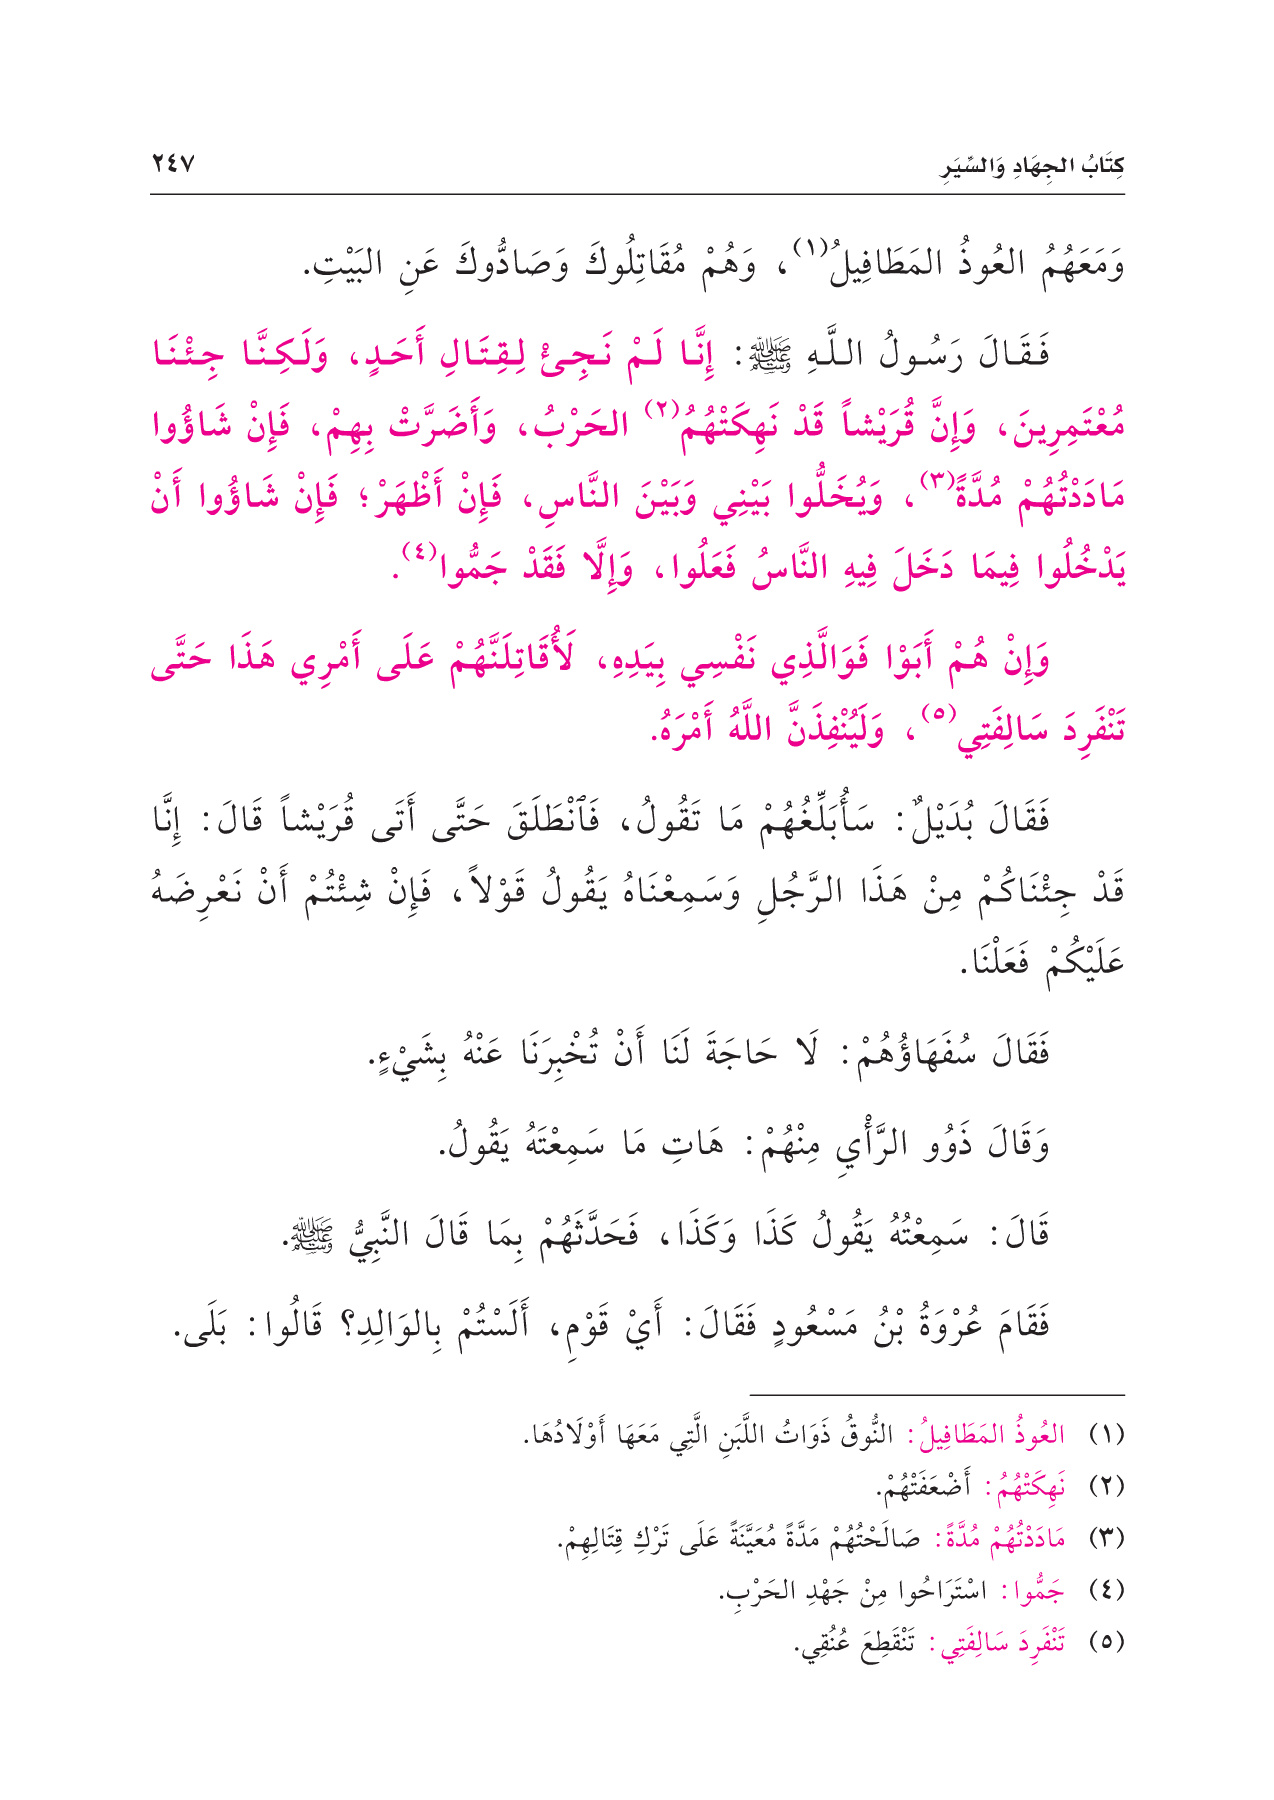 كِتَابُ الجِهَادِ وَالسِّيَرِ ٢٤٧
وَمَعَهُمُ العُوذُ المَطَافِيلُ(١)، وَهُمْ مُقَاتِلُوكَ وَصَادُّوكَ عَنِ البَيْتِ.
فَقَالَ رَسُولُ اللَّهِ ﷺ: إِنَّا لَمْ نَجِئْ لِقِتَالِ أَحَدٍ، وَلَكِنَّا جِئْنَا
مُعْتَمِرِينَ، وَإِنَّ قُرَيْشاً قَدْ نَهِكَتْهُمُ(٢) الحَرْبُ، وَأَضَرَّتْ بِهِمْ، فَإِنْ شَاؤُوا
مَادَدْتُهُمْ مُدَّةً(٣)، وَيُخَلُّوا بَيْنِي وَبَيْنَ النَّاسِ، فَإِنْ أَظْهَرْ؛ فَإِنْ شَاؤُوا أَنْ
يَدْخُلُوا فِيمَا دَخَلَ فِيهِ النَّاسُ فَعَلُوا، وَإِلَّا فَقَدْ جَمُّوا(٤).
وَإِنْ هُمْ أَبَوْا فَوَالَّذِي نَفْسِي بِيَدِهِ، لَأُقَاتِلَنَّهُمْ عَلَى أَمْرِي هَذَا حَتَّى
تَنْفَرِدَ سَالِفَتِي(٥)، وَلَيُنْفِذَنَّ اللَّهُ أَمْرَهُ.
فَقَالَ بُدَيْلٌ: سَأُبَلِّغُهُمْ مَا تَقُولُ، فَٱنْطَلَقَ حَتَّى أَتَى قُرَيْشاً قَالَ: إِنَّا
قَدْ جِئْنَاكُمْ مِنْ هَذَا الرَّجُلِ وَسَمِعْنَاهُ يَقُولُ قَوْلاً، فَإِنْ شِئْتُمْ أَنْ نَعْرِضَهُ
عَلَيْكُمْ فَعَلْنَا.
فَقَالَ سُفَهَاؤُهُمْ: لَا حَاجَةَ لَنَا أَنْ تُخْبِرَنَا عَنْهُ بِشَيْءٍ.
وَقَالَ ذَوُو الرَّأْيِ مِنْهُمْ: هَاتِ مَا سَمِعْتَهُ يَقُولُ.
قَالَ: سَمِعْتُهُ يَقُولُ كَذَا وَكَذَا، فَحَدَّثَهُمْ بِمَا قَالَ النَّبِيُّ ﷺ.
فَقَامَ عُرْوَةُ بْنُ مَسْعُودٍ فَقَالَ: أَيْ قَوْمِ، أَلَسْتُمْ بِالوَالِدِ؟ قَالُوا: بَلَى.
(١) العُوذُ المَطَافِيلُ: النُّوقُ ذَوَاتُ اللَّبَنِ الَّتِي مَعَهَا أَوْلَادُهَا.
(٢) نَهِكَتْهُمُ: أَضْعَفَتْهُمْ.
(٣) مَادَدْتُهُمْ مُدَّةً: صَالَحْتُهُمْ مَدَّةً مُعَيَّنَةً عَلَى تَرْكِ قِتَالِهِمْ.
(٤) جَمُّوا: اسْتَرَاحُوا مِنْ جَهْدِ الحَرْبِ.
(٥) تَنْفَرِدَ سَالِفَتِي: تَنْقَطِعَ عُنُقِي.